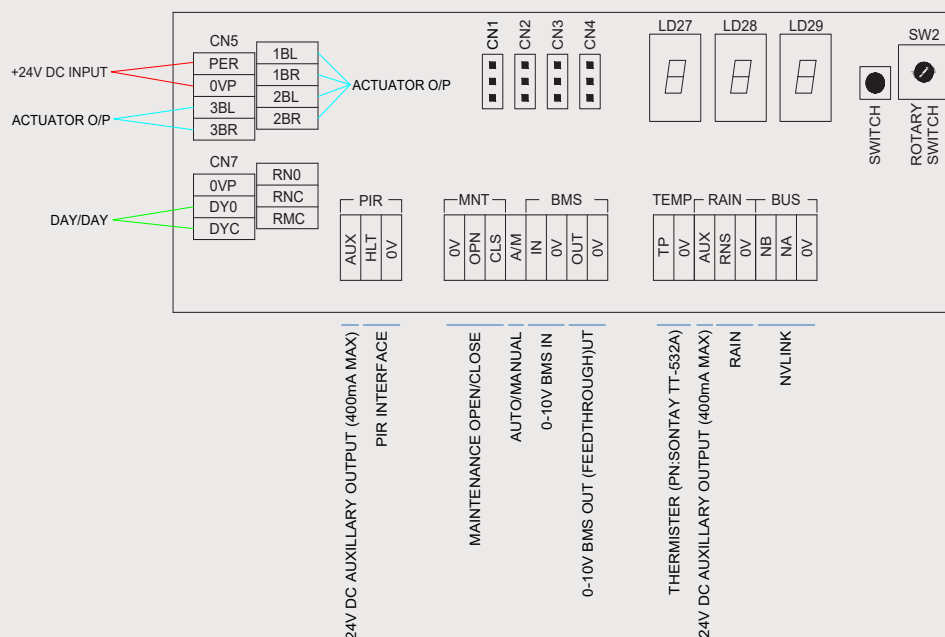 CN5
PER
0VP
3BL
3BR
1BL
1BR
2BL
2BR
+24V DC INPUT
ACTUATOR O/P
ACTUATOR O/P
CN1
CN2
CN3
CN4
LD27
LD28
LD29
SW2
SWITCH
ROTARY
SWITCH
CN7
0VP
DY0
DYC
RN0
RNC
RMC
DAY/DAY
PIR
AUX
HLT
0V
MNT
BMS
0V
OPN
CLS
A/M
IN
0V
OUT
0V
TEMP
RAIN
BUS
TP
0V
AUX
RNS
0V
NB
NA
0V
24V DC AUXILLARY OUTPUT (400mA MAX)
PIR INTERFACE
MAINTENANCE OPEN/CLOSE
AUTO/MANUAL
0-10V BMS IN
0-10V BMS OUT (FEEDTHROUGH)UT
THERMISTER (PN:SONTAY TT-532A)
24V DC AUXILLARY OUTPUT (400mA MAX)
RAIN
NVLINK